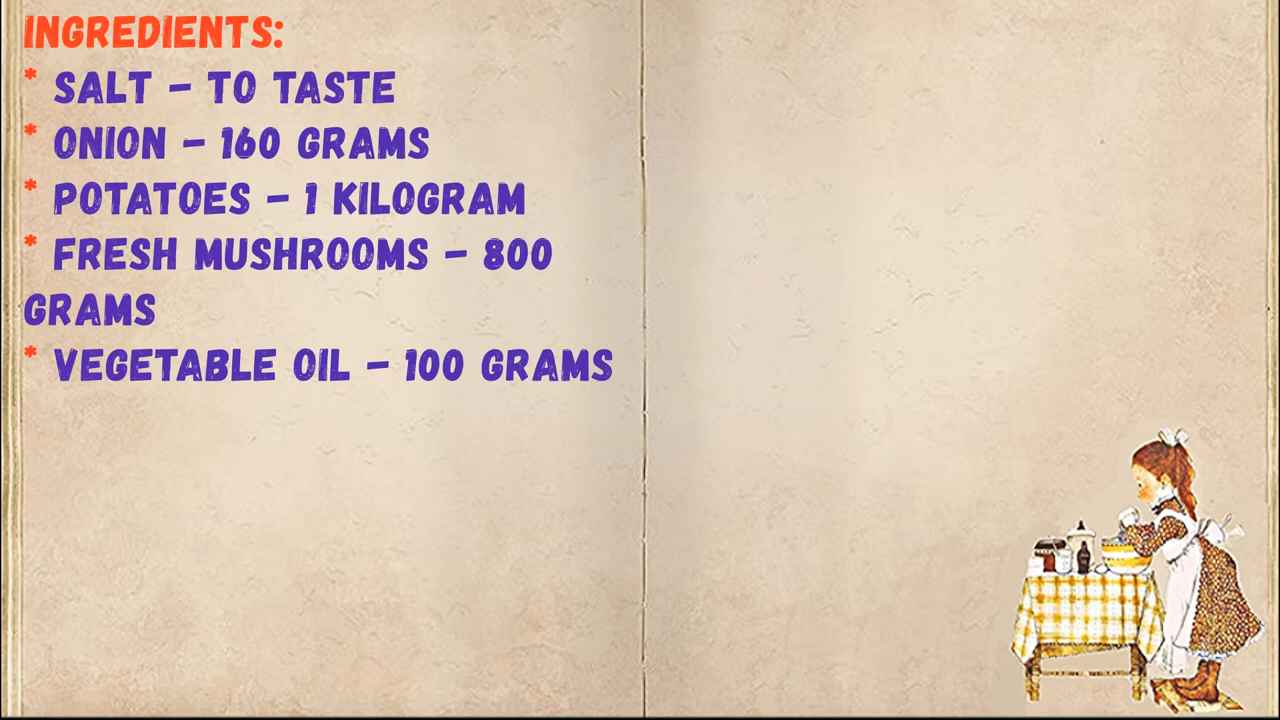 INGREDIENTS:
* SALT – TO TASTE
* ONION – 160 GRAMS
* POTATOES – 1 KILOGRAM
* FRESH MUSHROOMS – 800
GRAMS
* VEGETABLE OIL – 100 GRAMS